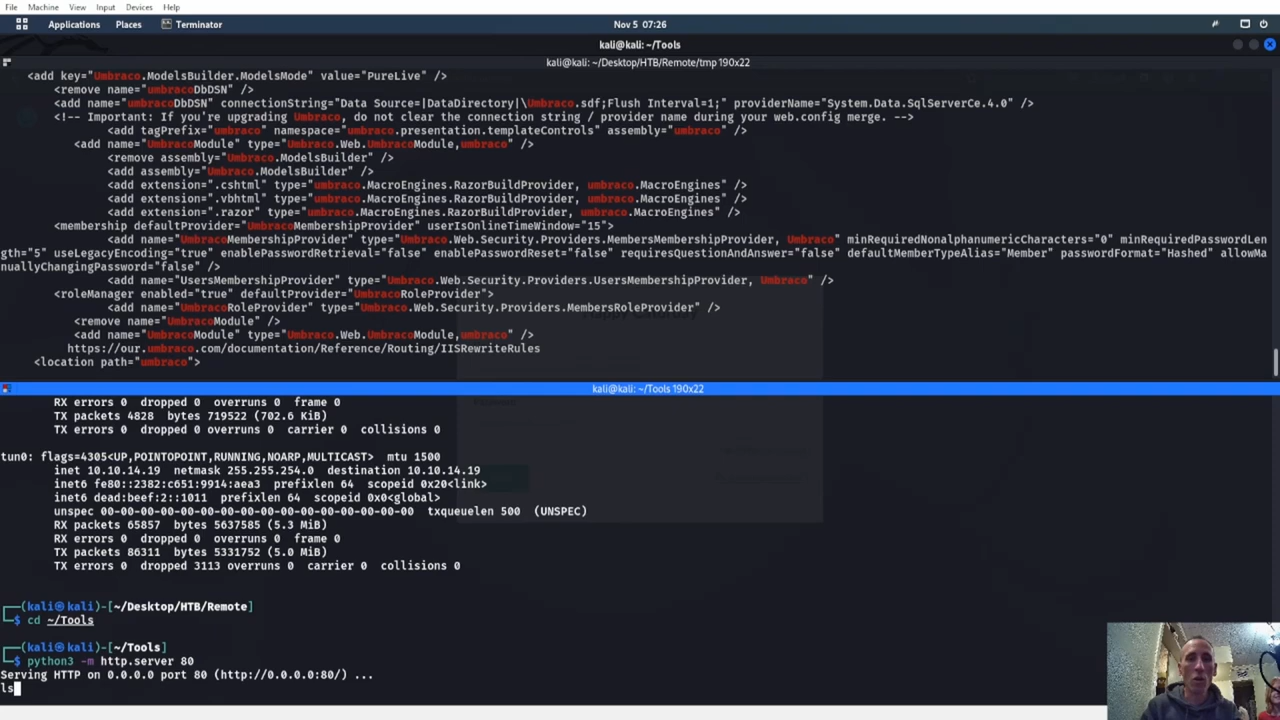 File Machine View Input Devices Help
Applications Places Terminator Nov 5 07:26
kali@kali: ~/Tools
kali@kali: ~/Desktop/HTB/Remote/tmp 190x22
<add key="Umbraco.ModelsBuilder.ModelsMode" value="PureLive" />
<remove name="umbracoDbDSN" />
<add name="umbracoDbDSN" connectionString="Data Source=|DataDirectory|\Umbraco.sdf;Flush Interval=1;" providerName="System.Data.SqlServerCe.4.0" />
<!-- Important: If you're upgrading Umbraco, do not clear the connection string / provider name during your web.config merge. -->
<add tagPrefix="umbraco" namespace="umbraco.presentation.templateControls" assembly="umbraco" />
<add name="UmbracoModule" type="Umbraco.Web.UmbracoModule,umbraco" />
<remove assembly="Umbraco.ModelsBuilder" />
<add assembly="Umbraco.ModelsBuilder" />
<add extension=".cshtml" type="umbraco.MacroEngines.RazorBuildProvider, umbraco.MacroEngines" />
<add extension=".vbhtml" type="umbraco.MacroEngines.RazorBuildProvider, umbraco.MacroEngines" />
<add extension=".razor" type="umbraco.MacroEngines.RazorBuildProvider, umbraco.MacroEngines" />
<membership defaultProvider="UmbracoMembershipProvider" userIsOnlineTimeWindow="15">
<add name="UmbracoMembershipProvider" type="Umbraco.Web.Security.Providers.MembersMembershipProvider, Umbraco" minRequiredNonalphanumericCharacters="0" minRequiredPasswordLen
gth="5" useLegacyEncoding="true" enablePasswordRetrieval="false" enablePasswordReset="false" requiresQuestionAndAnswer="false" defaultMemberTypeAlias="Member" passwordFormat="Hashed" allowMa
nuallyChangingPassword="false" />
<add name="UsersMembershipProvider" type="Umbraco.Web.Security.Providers.UsersMembershipProvider, Umbraco" />
<roleManager enabled="true" defaultProvider="UmbracoRoleProvider">
<add name="UmbracoRoleProvider" type="Umbraco.Web.Security.Providers.MembersRoleProvider" />
<remove name="UmbracoModule" />
<add name="UmbracoModule" type="Umbraco.Web.UmbracoModule,umbraco" />
https://our.umbraco.com/documentation/Reference/Routing/IISRewriteRules
<location path="umbraco">
kali@kali: ~/Tools 190x22
RX errors 0 dropped 0 overruns 0 frame 0
TX packets 4828 bytes 719522 (702.6 KiB)
TX errors 0 dropped 0 overruns 0 carrier 0 collisions 0
tun0: flags=4305<UP,POINTOPOINT,RUNNING,NOARP,MULTICAST> mtu 1500
inet 10.10.14.19 netmask 255.255.254.0 destination 10.10.14.19
inet6 fe80::2382:c651:9914:aea3 prefixlen 64 scopeid 0x20<link>
inet6 dead:beef:2::1011 prefixlen 64 scopeid 0x0<global>
unspec 00-00-00-00-00-00-00-00-00-00-00-00-00-00-00-00 txqueuelen 500 (UNSPEC)
RX packets 65857 bytes 5637585 (5.3 MiB)
RX errors 0 dropped 0 overruns 0 frame 0
TX packets 86311 bytes 5331752 (5.0 MiB)
TX errors 0 dropped 3113 overruns 0 carrier 0 collisions 0
┌──(kali㉿kali)-[~/Desktop/HTB/Remote]
└─$ cd ~/Tools
┌──(kali㉿kali)-[~/Tools]
└─$ python3 -m http.server 80
Serving HTTP on 0.0.0.0 port 80 (http://0.0.0.0:80/) ...
ls